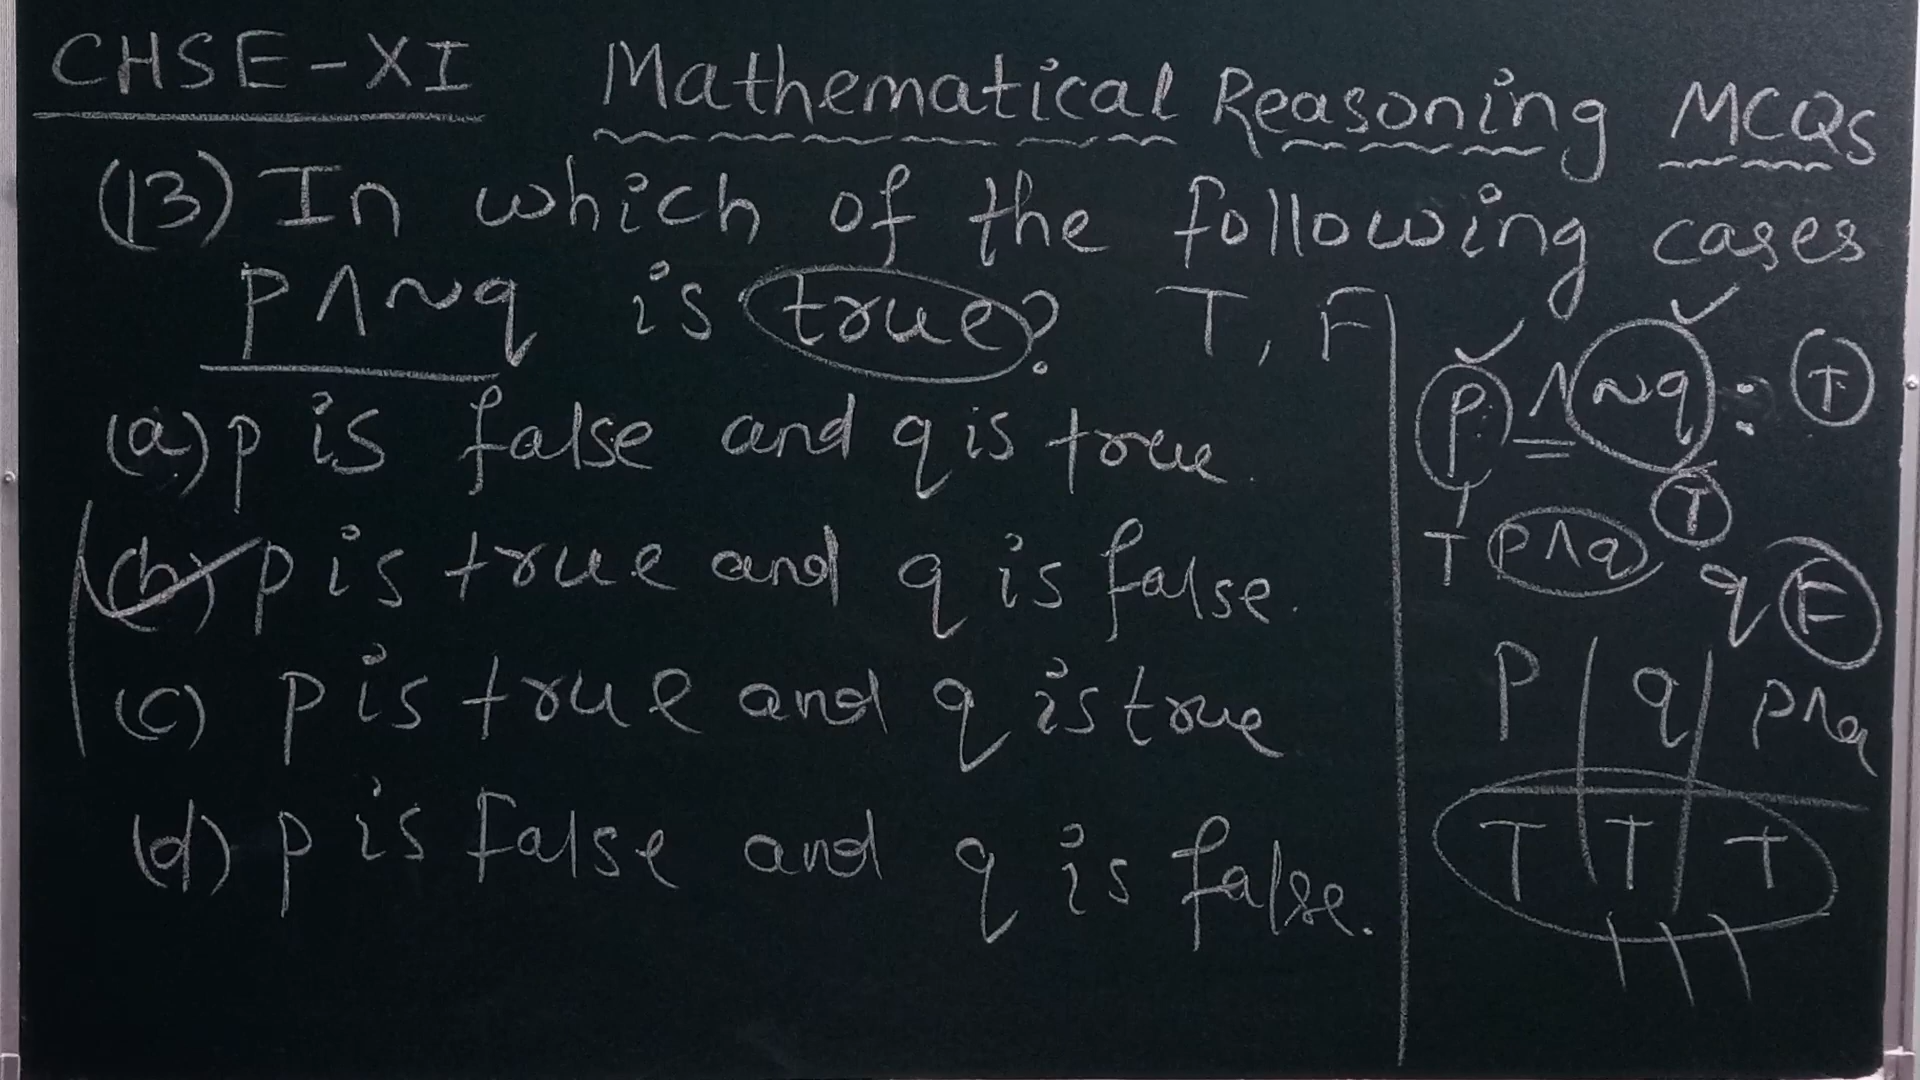 CHSE-XI Mathematical Reasoning MCQs
(13) In which of the following cases
p∧~q is true? T, F
(a) p is false and q is true.
(b) p is true and q is false.
(c) p is true and q is true
(d) p is false and q is false.
p∧~q : T
T
T p∧q
q F
p q p∧q
T T T